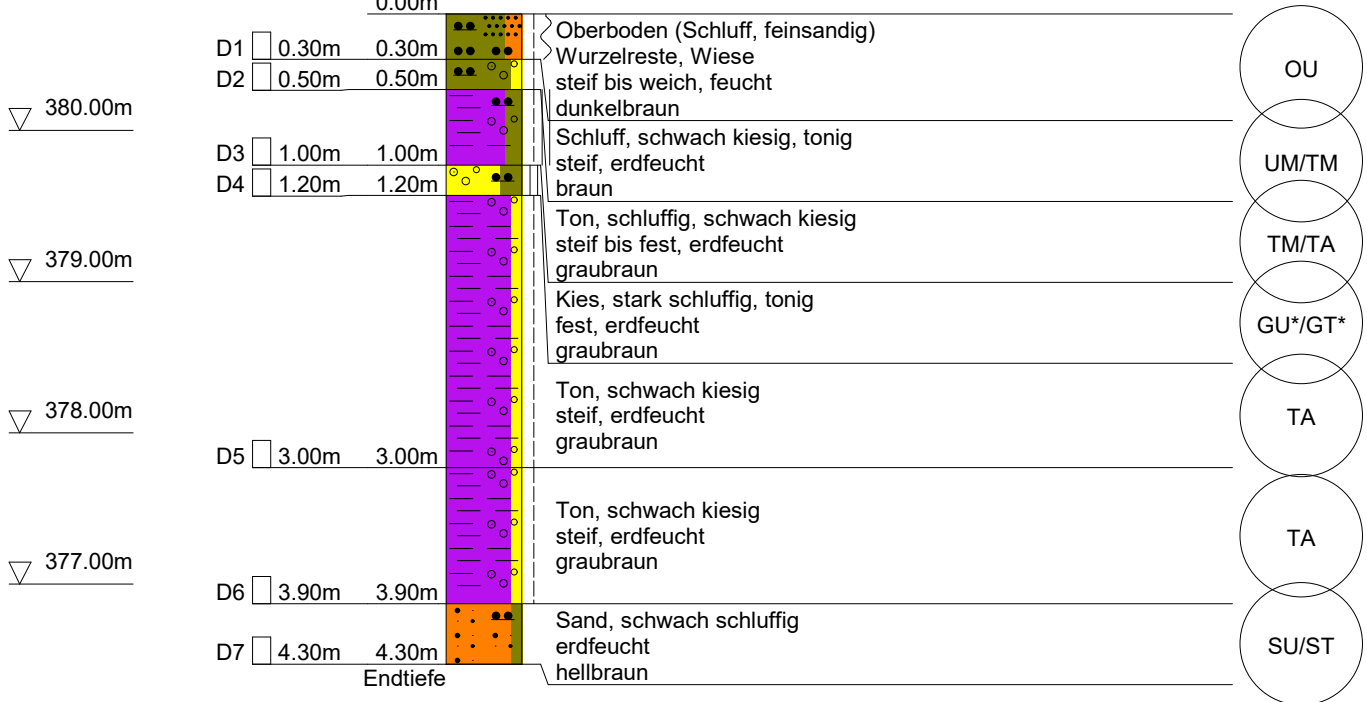 0.00m
Oberboden (Schluff, feinsandig)
Wurzelreste, Wiese
steif bis weich, feucht
dunkelbraun
OU
D1 0.30m 0.30m
D2 0.50m 0.50m
380.00m
Schluff, schwach kiesig, tonig
steif, erdfeucht
braun
UM/TM
D3 1.00m 1.00m
D4 1.20m 1.20m
Ton, schluffig, schwach kiesig
steif bis fest, erdfeucht
graubraun
TM/TA
379.00m
Kies, stark schluffig, tonig
fest, erdfeucht
graubraun
GU*/GT*
Ton, schwach kiesig
steif, erdfeucht
graubraun
TA
378.00m
D5 3.00m 3.00m
Ton, schwach kiesig
steif, erdfeucht
graubraun
TA
377.00m
D6 3.90m 3.90m
Sand, schwach schluffig
erdfeucht
hellbraun
SU/ST
D7 4.30m 4.30m
Endtiefe